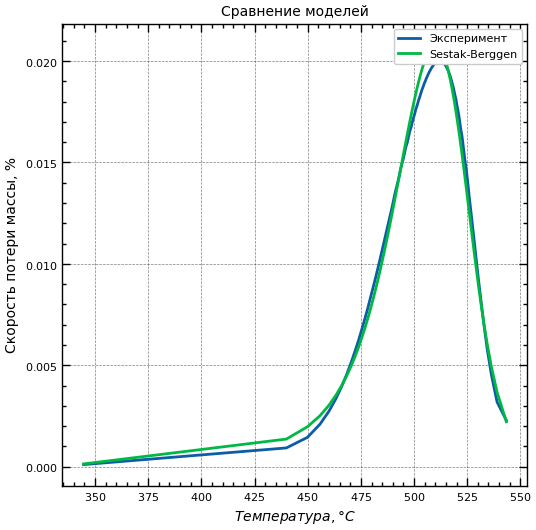 Сравнение моделей
Эксперимент
Sestak-Berggen
Скорость потери массы, %
0.020
0.015
0.010
0.005
0.000
350 375 400 425 450 475 500 525 550
Температура, °C